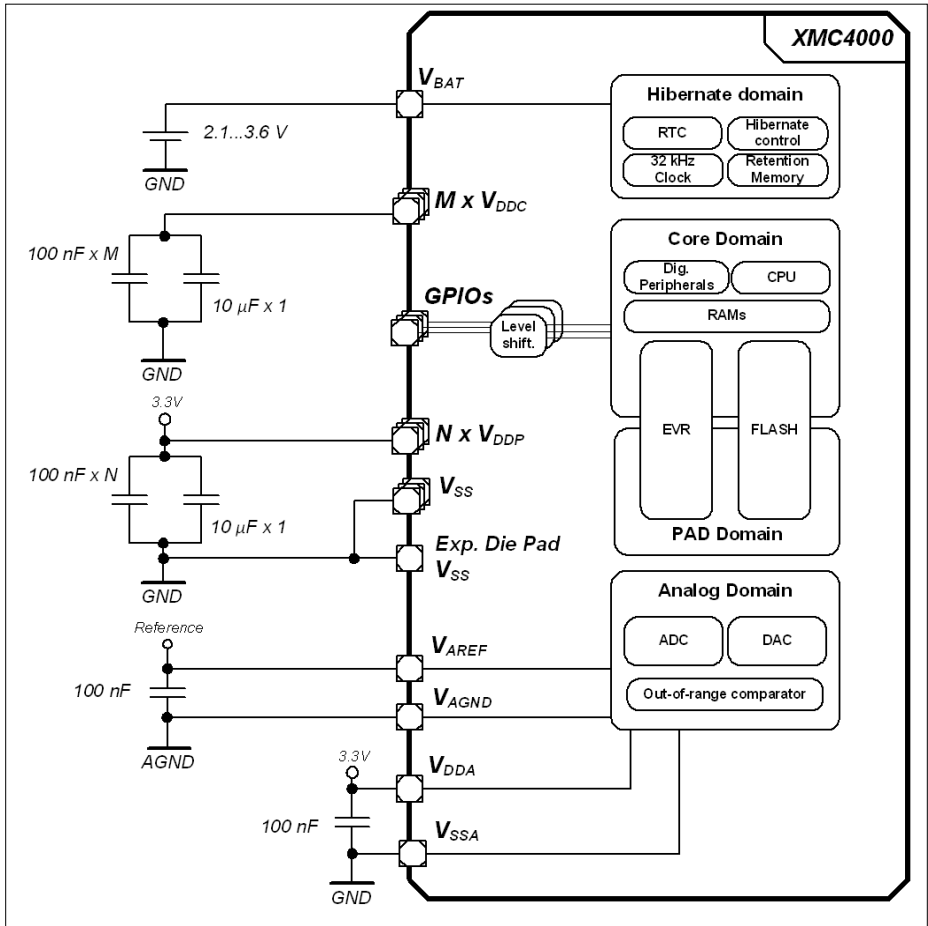 XMC4000
V_BAT
2.1...3.6 V
GND
Hibernate domain
RTC
Hibernate control
32 kHz Clock
Retention Memory
M x V_DDC
100 nF x M
10 µF x 1
GND
Core Domain
Dig. Peripherals
CPU
RAMs
GPIOs
Level shift.
EVR
FLASH
PAD Domain
3.3V
N x V_DDP
100 nF x N
10 µF x 1
V_SS
Exp. Die Pad
V_SS
GND
Analog Domain
ADC
DAC
Out-of-range comparator
Reference
V_AREF
100 nF
V_AGND
AGND
3.3V
V_DDA
100 nF
V_SSA
GND